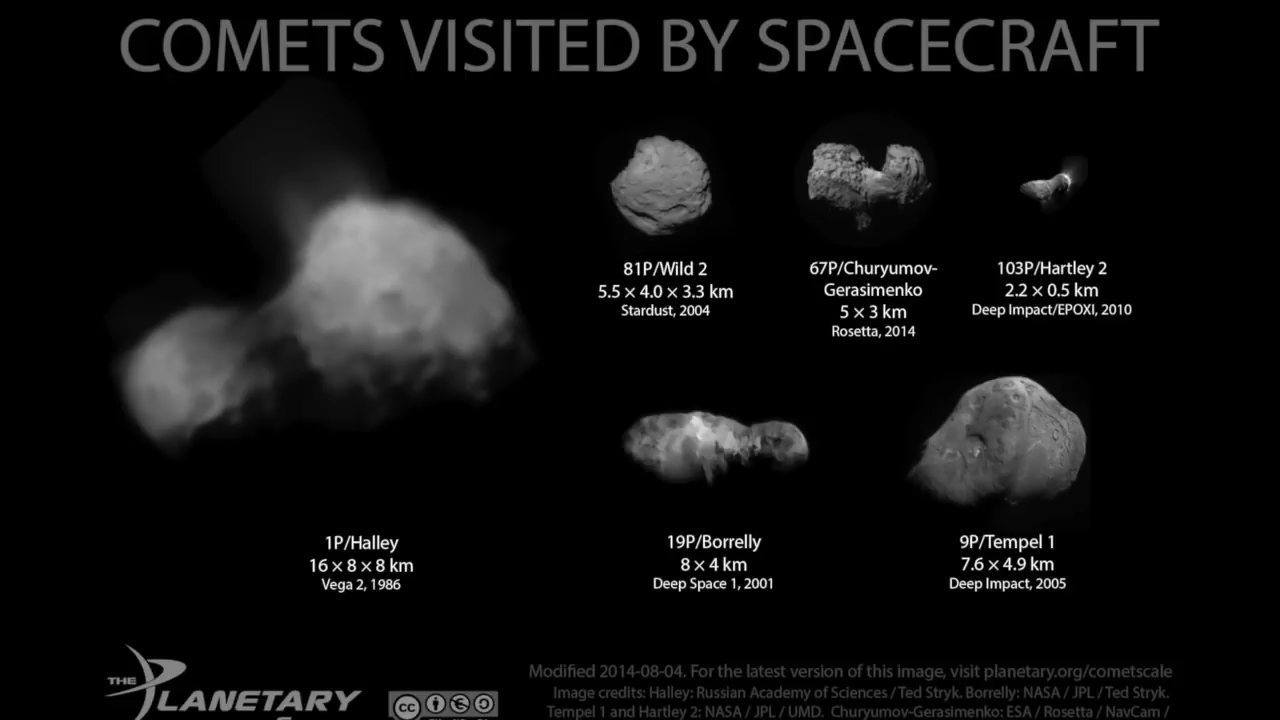 COMETS VISITED BY SPACECRAFT
81P/Wild 2
5.5 × 4.0 × 3.3 km
Stardust, 2004
67P/Churyumov-
Gerasimenko
5 × 3 km
Rosetta, 2014
103P/Hartley 2
2.2 × 0.5 km
Deep Impact/EPOXI, 2010
1P/Halley
16 × 8 × 8 km
Vega 2, 1986
19P/Borrelly
8 × 4 km
Deep Space 1, 2001
9P/Tempel 1
7.6 × 4.9 km
Deep Impact, 2005
THE
PLANETARY
cc
Modified 2014-08-04. For the latest version of this image, visit planetary.org/cometscale
Image credits: Halley: Russian Academy of Sciences / Ted Stryk. Borrelly: NASA / JPL / Ted Stryk.
Tempel 1 and Hartley 2: NASA / JPL / UMD. Churyumov-Gerasimenko: ESA / Rosetta / NavCam /